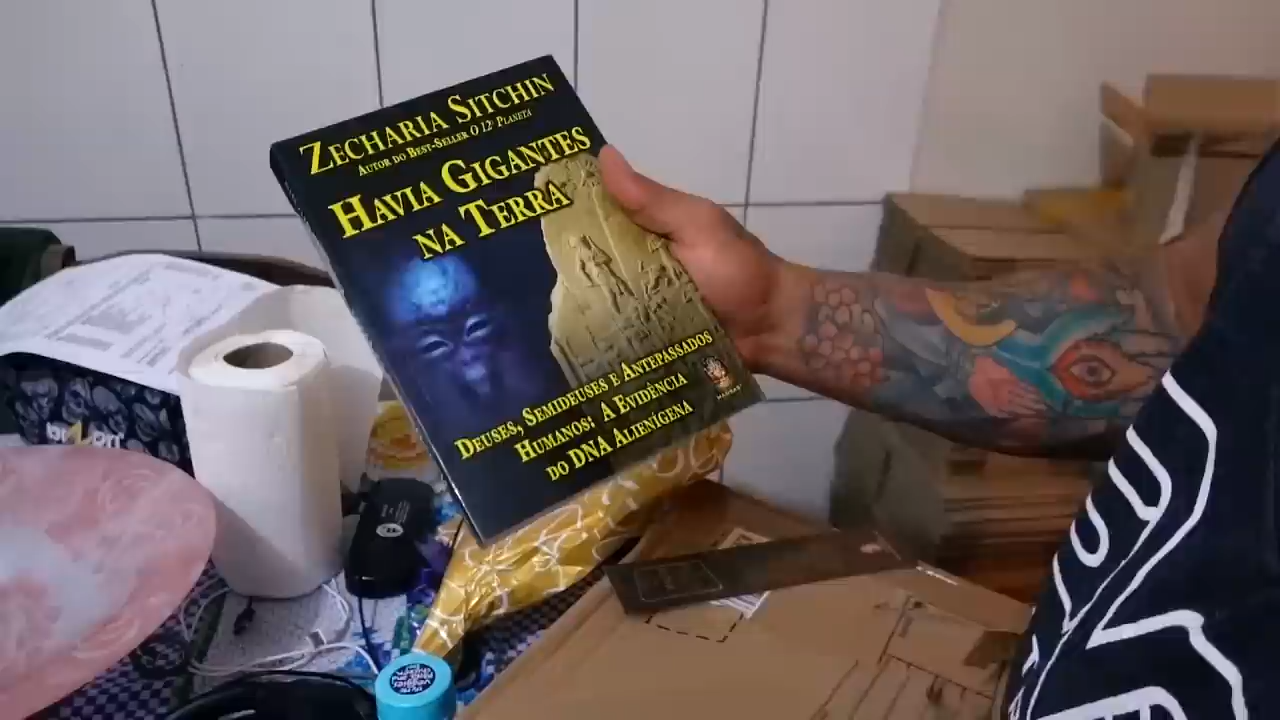 ZECHARIA SITCHIN
AUTOR DO BEST-SELLER O 12º PLANETA
HAVIA GIGANTES
NA TERRA
DEUSES, SEMIDEUSES E ANTEPASSADOS
HUMANOS: A EVIDÊNCIA
DO DNA ALIENÍGENA
MADRAS